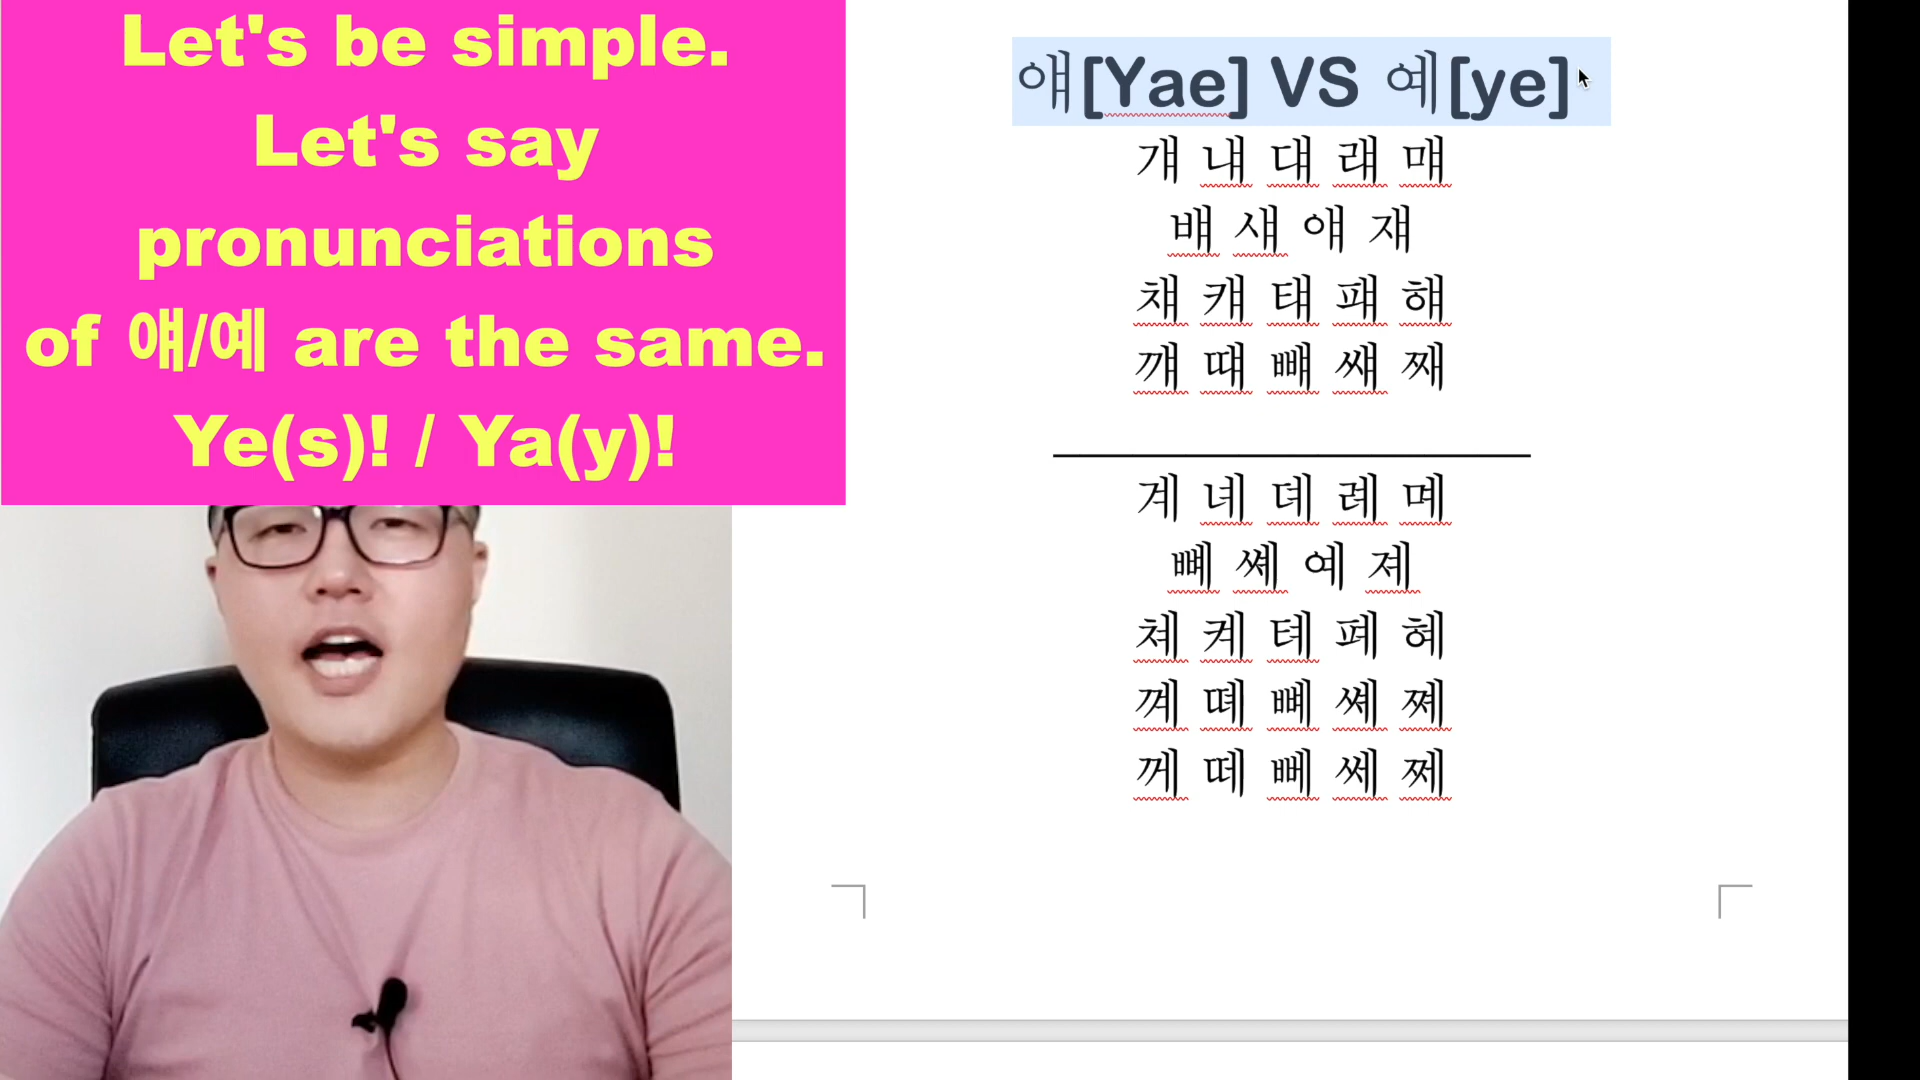 Let's be simple.
Let's say
pronunciations
of 얘/예 are the same.
Ye(s)! / Ya(y)!
얘[Yae] VS 예[ye]
걔 냬 댸 럐 먜
뱨 섀 얘 쟤
챼 컈 턔 퍠 햬
꺠 떄 뺴 썌 쨰
계 녜 뎨 례 몌
뼤 쎼 예 졔
쳬 켸 톄 폐 혜
꼐 뗴 뼤 쎼 쪠
께 떼 뻬 쎄 쩨